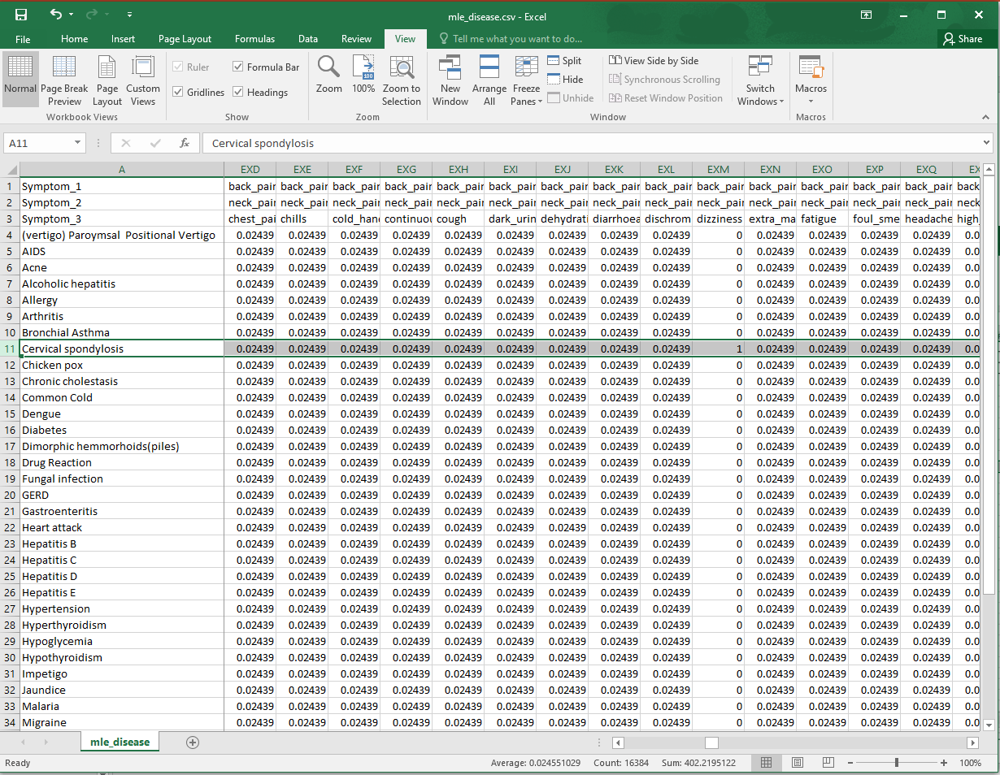 mle_disease.csv - Excel
File Home Insert Page Layout Formulas Data Review View Tell me what you want to do... Share
Normal Page Break Preview Page Layout Custom Views
Workbook Views
Ruler Formula Bar
Gridlines Headings
Show
Zoom 100% Zoom to Selection
Zoom
New Window Arrange All Freeze Panes
Split
Hide
Unhide
View Side by Side
Synchronous Scrolling
Reset Window Position
Window
Switch Windows
Macros
Macros
A11 fx Cervical spondylosis
A EXD EXE EXF EXG EXH EXI EXJ EXK EXL EXM EXN EXO EXP EXQ EX
1 Symptom_1 back_pair back_pair back_pair back_pair back_pair back_pair back_pair back_pair back_pair back_pair back_pair back_pair back_pair back_pair back
2 Symptom_2 neck_pair neck_pair neck_pair neck_pair neck_pair neck_pair neck_pair neck_pair neck_pair neck_pair neck_pair neck_pair neck_pair neck_pair neck
3 Symptom_3 chest_pai chills cold_hand continuou cough dark_urin dehydrati diarrhoea dischrom dizziness extra_ma fatigue foul_sme headache high_
4 (vertigo) Paroymsal  Positional Vertigo 0.02439 0.02439 0.02439 0.02439 0.02439 0.02439 0.02439 0.02439 0.02439 0 0.02439 0.02439 0.02439 0.02439 0.0
5 AIDS 0.02439 0.02439 0.02439 0.02439 0.02439 0.02439 0.02439 0.02439 0.02439 0 0.02439 0.02439 0.02439 0.02439 0.0
6 Acne 0.02439 0.02439 0.02439 0.02439 0.02439 0.02439 0.02439 0.02439 0.02439 0 0.02439 0.02439 0.02439 0.02439 0.0
7 Alcoholic hepatitis 0.02439 0.02439 0.02439 0.02439 0.02439 0.02439 0.02439 0.02439 0.02439 0 0.02439 0.02439 0.02439 0.02439 0.0
8 Allergy 0.02439 0.02439 0.02439 0.02439 0.02439 0.02439 0.02439 0.02439 0.02439 0 0.02439 0.02439 0.02439 0.02439 0.0
9 Arthritis 0.02439 0.02439 0.02439 0.02439 0.02439 0.02439 0.02439 0.02439 0.02439 0 0.02439 0.02439 0.02439 0.02439 0.0
10 Bronchial Asthma 0.02439 0.02439 0.02439 0.02439 0.02439 0.02439 0.02439 0.02439 0.02439 0 0.02439 0.02439 0.02439 0.02439 0.0
11 Cervical spondylosis 0.02439 0.02439 0.02439 0.02439 0.02439 0.02439 0.02439 0.02439 0.02439 1 0.02439 0.02439 0.02439 0.02439 0.0
12 Chicken pox 0.02439 0.02439 0.02439 0.02439 0.02439 0.02439 0.02439 0.02439 0.02439 0 0.02439 0.02439 0.02439 0.02439 0.0
13 Chronic cholestasis 0.02439 0.02439 0.02439 0.02439 0.02439 0.02439 0.02439 0.02439 0.02439 0 0.02439 0.02439 0.02439 0.02439 0.0
14 Common Cold 0.02439 0.02439 0.02439 0.02439 0.02439 0.02439 0.02439 0.02439 0.02439 0 0.02439 0.02439 0.02439 0.02439 0.0
15 Dengue 0.02439 0.02439 0.02439 0.02439 0.02439 0.02439 0.02439 0.02439 0.02439 0 0.02439 0.02439 0.02439 0.02439 0.0
16 Diabetes 0.02439 0.02439 0.02439 0.02439 0.02439 0.02439 0.02439 0.02439 0.02439 0 0.02439 0.02439 0.02439 0.02439 0.0
17 Dimorphic hemmorhoids(piles) 0.02439 0.02439 0.02439 0.02439 0.02439 0.02439 0.02439 0.02439 0.02439 0 0.02439 0.02439 0.02439 0.02439 0.0
18 Drug Reaction 0.02439 0.02439 0.02439 0.02439 0.02439 0.02439 0.02439 0.02439 0.02439 0 0.02439 0.02439 0.02439 0.02439 0.0
19 Fungal infection 0.02439 0.02439 0.02439 0.02439 0.02439 0.02439 0.02439 0.02439 0.02439 0 0.02439 0.02439 0.02439 0.02439 0.0
20 GERD 0.02439 0.02439 0.02439 0.02439 0.02439 0.02439 0.02439 0.02439 0.02439 0 0.02439 0.02439 0.02439 0.02439 0.0
21 Gastroenteritis 0.02439 0.02439 0.02439 0.02439 0.02439 0.02439 0.02439 0.02439 0.02439 0 0.02439 0.02439 0.02439 0.02439 0.0
22 Heart attack 0.02439 0.02439 0.02439 0.02439 0.02439 0.02439 0.02439 0.02439 0.02439 0 0.02439 0.02439 0.02439 0.02439 0.0
23 Hepatitis B 0.02439 0.02439 0.02439 0.02439 0.02439 0.02439 0.02439 0.02439 0.02439 0 0.02439 0.02439 0.02439 0.02439 0.0
24 Hepatitis C 0.02439 0.02439 0.02439 0.02439 0.02439 0.02439 0.02439 0.02439 0.02439 0 0.02439 0.02439 0.02439 0.02439 0.0
25 Hepatitis D 0.02439 0.02439 0.02439 0.02439 0.02439 0.02439 0.02439 0.02439 0.02439 0 0.02439 0.02439 0.02439 0.02439 0.0
26 Hepatitis E 0.02439 0.02439 0.02439 0.02439 0.02439 0.02439 0.02439 0.02439 0.02439 0 0.02439 0.02439 0.02439 0.02439 0.0
27 Hypertension 0.02439 0.02439 0.02439 0.02439 0.02439 0.02439 0.02439 0.02439 0.02439 0 0.02439 0.02439 0.02439 0.02439 0.0
28 Hyperthyroidism 0.02439 0.02439 0.02439 0.02439 0.02439 0.02439 0.02439 0.02439 0.02439 0 0.02439 0.02439 0.02439 0.02439 0.0
29 Hypoglycemia 0.02439 0.02439 0.02439 0.02439 0.02439 0.02439 0.02439 0.02439 0.02439 0 0.02439 0.02439 0.02439 0.02439 0.0
30 Hypothyroidism 0.02439 0.02439 0.02439 0.02439 0.02439 0.02439 0.02439 0.02439 0.02439 0 0.02439 0.02439 0.02439 0.02439 0.0
31 Impetigo 0.02439 0.02439 0.02439 0.02439 0.02439 0.02439 0.02439 0.02439 0.02439 0 0.02439 0.02439 0.02439 0.02439 0.0
32 Jaundice 0.02439 0.02439 0.02439 0.02439 0.02439 0.02439 0.02439 0.02439 0.02439 0 0.02439 0.02439 0.02439 0.02439 0.0
33 Malaria 0.02439 0.02439 0.02439 0.02439 0.02439 0.02439 0.02439 0.02439 0.02439 0 0.02439 0.02439 0.02439 0.02439 0.0
34 Migraine 0.02439 0.02439 0.02439 0.02439 0.02439 0.02439 0.02439 0.02439 0.02439 0 0.02439 0.02439 0.02439 0.02439 0.0
mle_disease
Ready Average: 0.024551029 Count: 16384 Sum: 402.2195122 100%